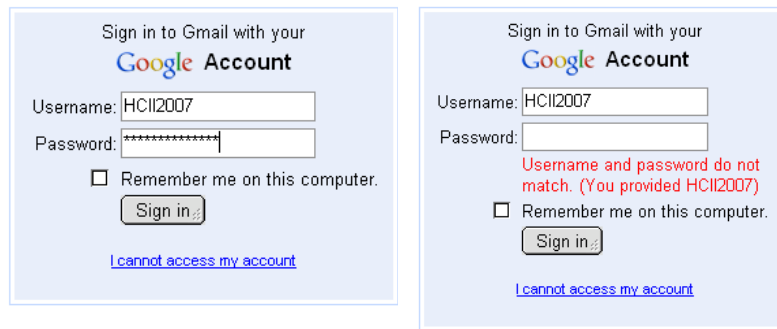 Sign in to Gmail with your
Google Account
Username: HCII2007
Password: **************
Remember me on this computer.
Sign in
I cannot access my account
Sign in to Gmail with your
Google Account
Username: HCII2007
Password:
Username and password do not
match. (You provided HCII2007)
Remember me on this computer.
Sign in
I cannot access my account